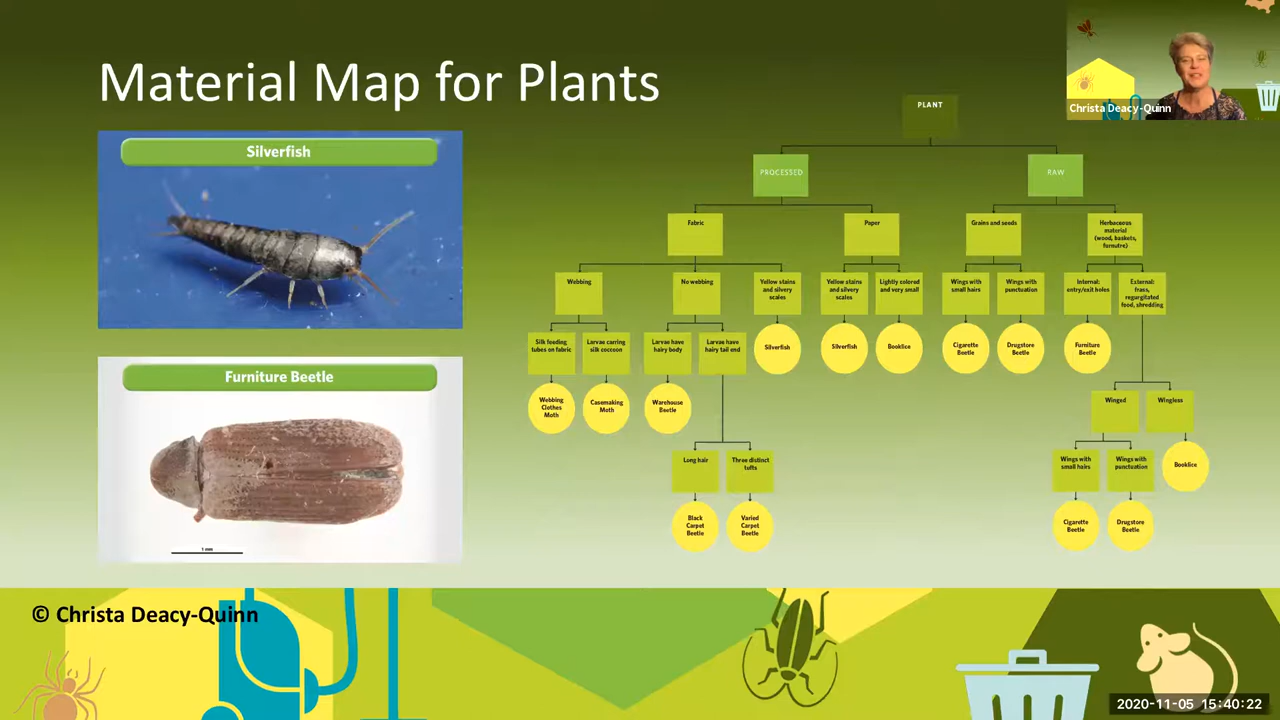 Material Map for Plants
Christa Deacy-Quinn
Silverfish
Furniture Beetle
1 mm
PLANT
PROCESSED
RAW
Fabric
Paper
Grains and seeds
Herbaceous
material
(wood, baskets,
furnutre)
Webbing
No webbing
Yellow stains
and silvery
scales
Yellow stains
and silvery
scales
Lightly colored
and very small
Wings with
small hairs
Wings with
punctuation
Internal:
entry/exit holes
External:
frass,
regurgitated
food, shredding
Silk feeding
tubes on fabric
Larvae carring
silk coccoon
Larvae have
hairy body
Larvae have
hairy tail end
Silverfish
Silverfish
Booklice
Cigarette
Beetle
Drugstore
Beetle
Furniture
Beetle
Webbing
Clothes
Moth
Casemaking
Moth
Warehouse
Beetle
Winged
Wingless
Long hair
Three distinct
tufts
Wings with
small hairs
Wings with
punctuation
Booklice
Black
Carpet
Beetle
Varied
Carpet
Beetle
Cigarette
Beetle
Drugstore
Beetle
© Christa Deacy-Quinn
2020-11-05 15:40:22